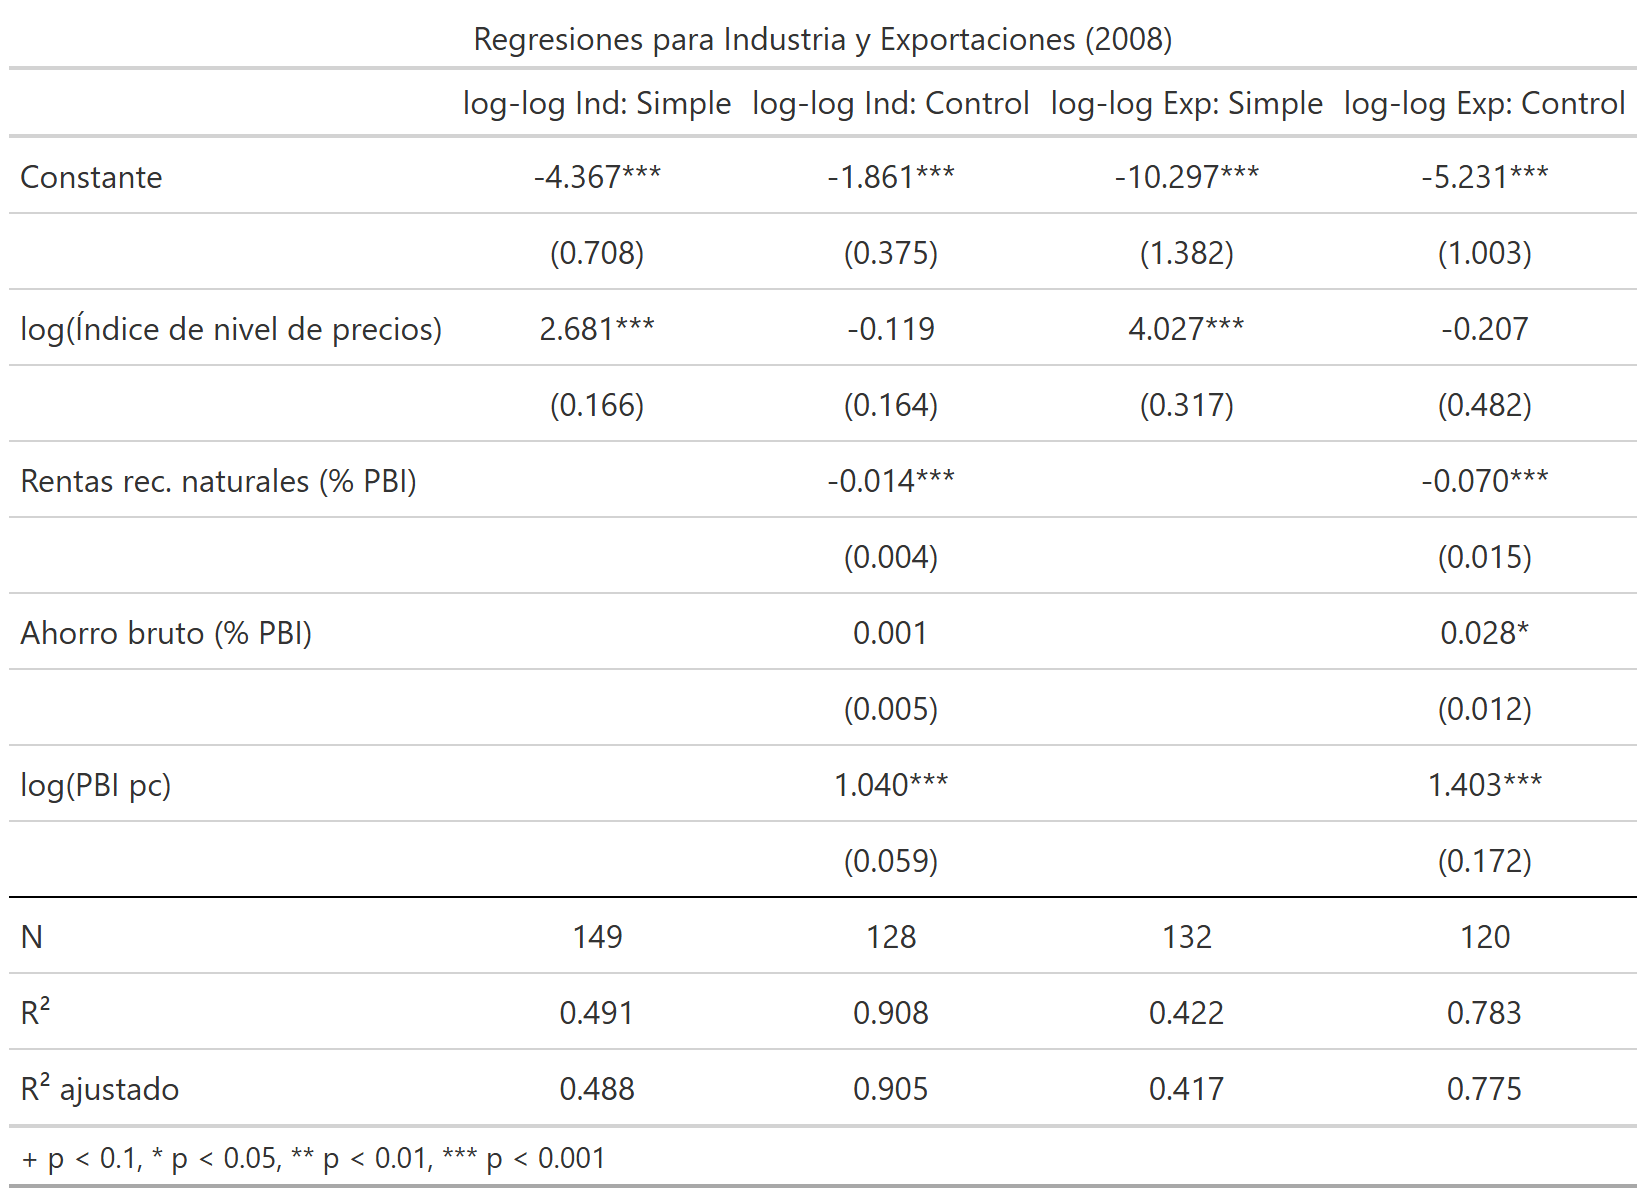 Regresiones para Industria y Exportaciones (2008)
log-log Ind: Simple log-log Ind: Control log-log Exp: Simple log-log Exp: Control
Constante -4.367*** -1.861*** -10.297*** -5.231***
(0.708) (0.375) (1.382) (1.003)
log(Índice de nivel de precios) 2.681*** -0.119 4.027*** -0.207
(0.166) (0.164) (0.317) (0.482)
Rentas rec. naturales (% PBI) -0.014*** -0.070***
(0.004) (0.015)
Ahorro bruto (% PBI) 0.001 0.028*
(0.005) (0.012)
log(PBI pc) 1.040*** 1.403***
(0.059) (0.172)
N 149 128 132 120
R² 0.491 0.908 0.422 0.783
R² ajustado 0.488 0.905 0.417 0.775
+ p < 0.1, * p < 0.05, ** p < 0.01, *** p < 0.001